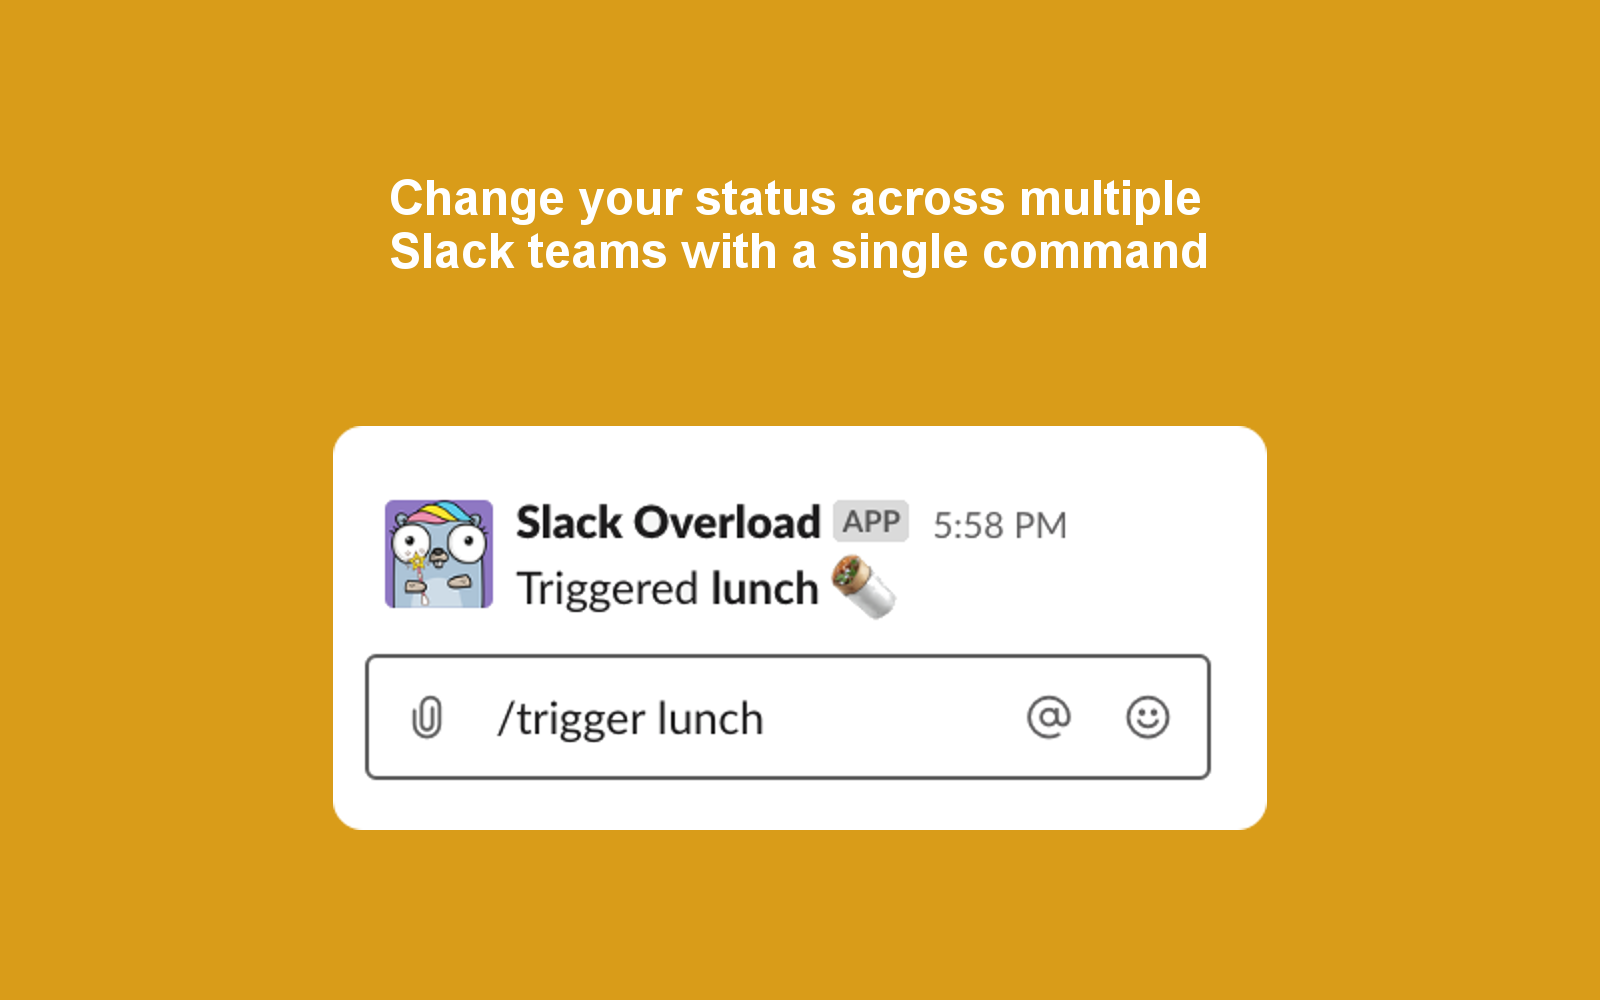 Change your status across multiple
Slack teams with a single command
Slack Overload APP 5:58 PM
Triggered lunch 🌯
/trigger lunch